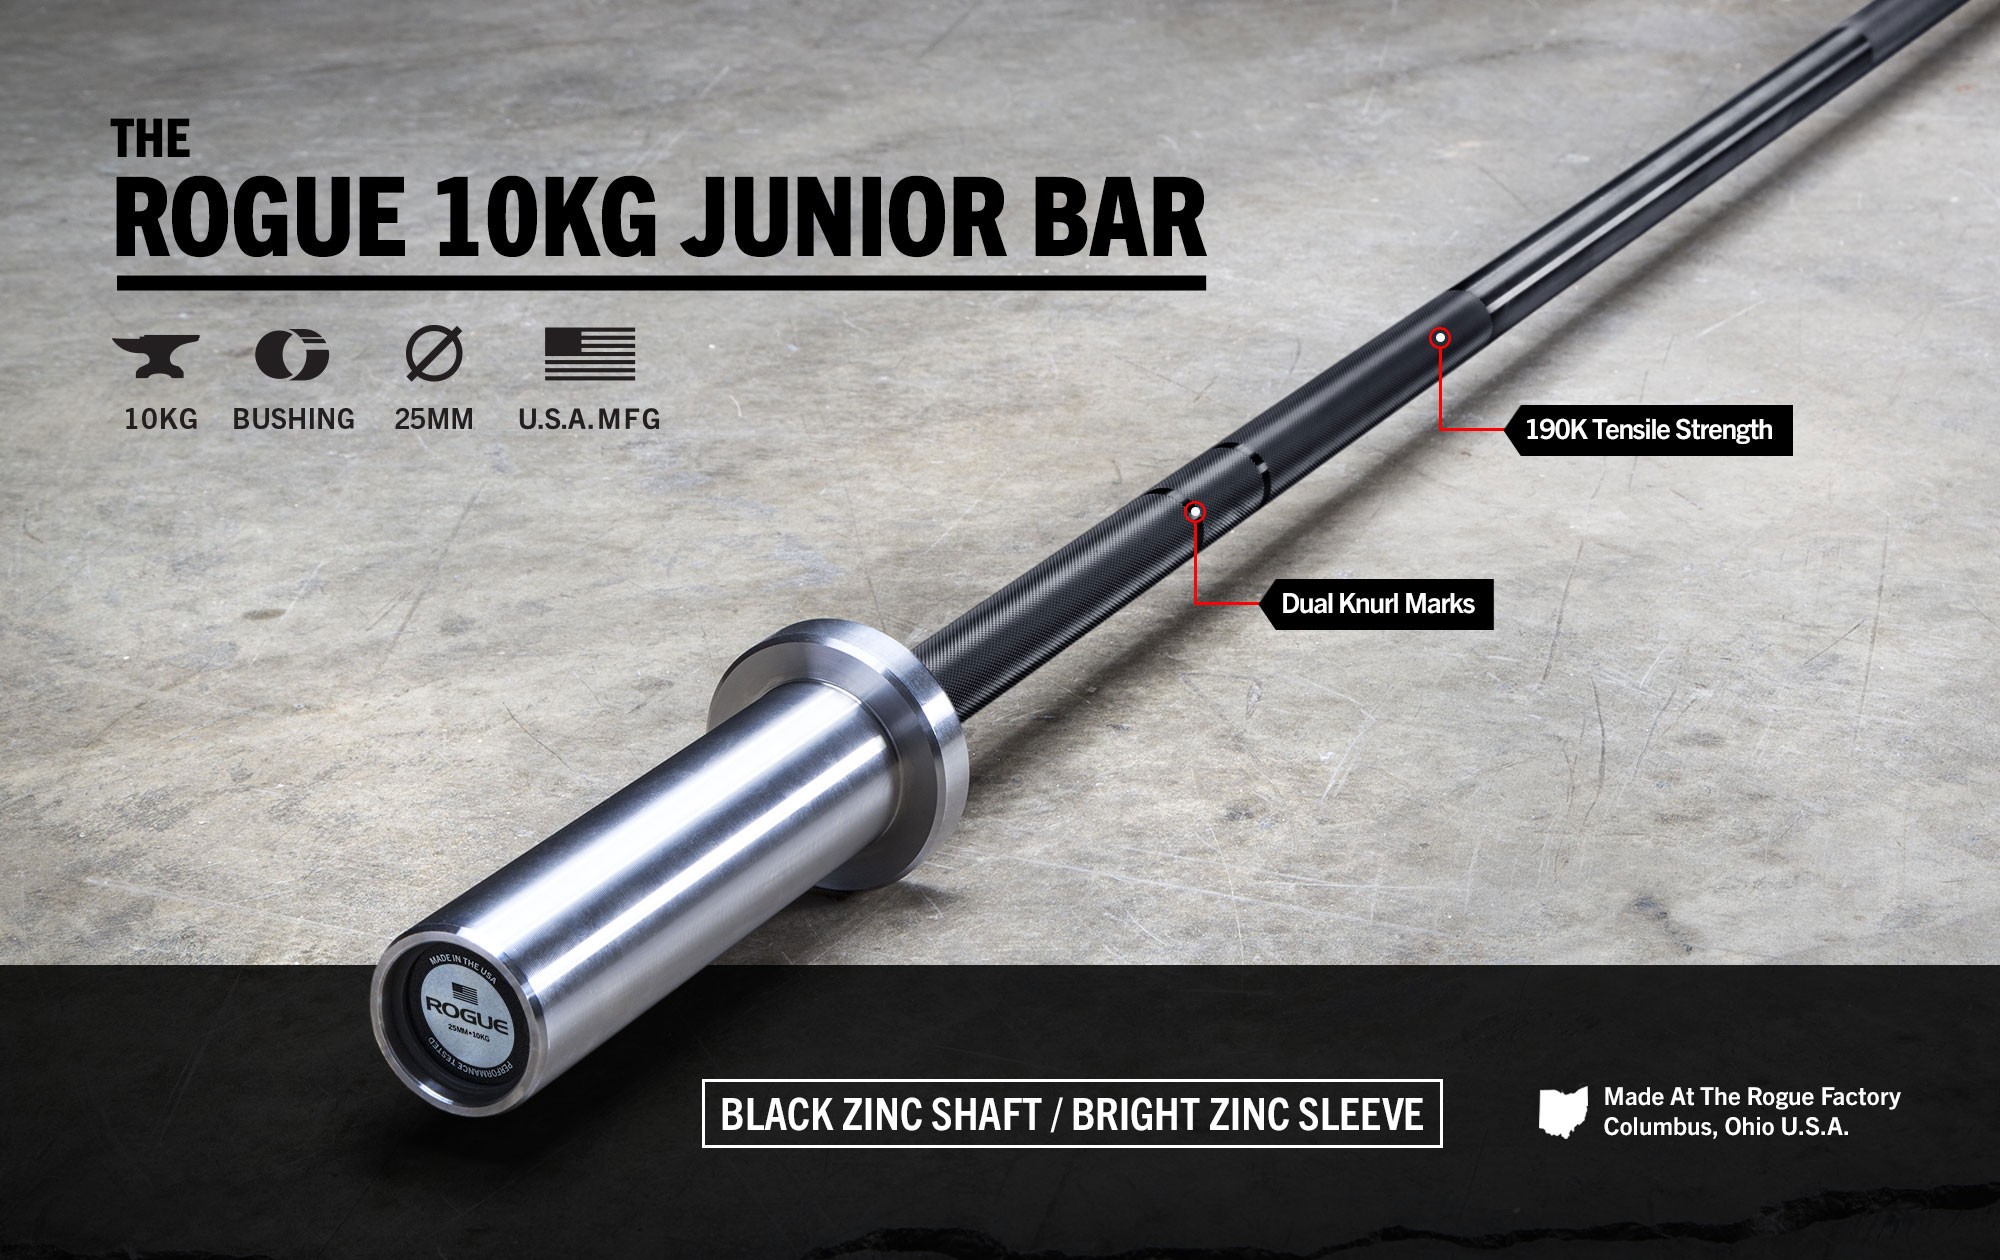 THE
ROGUE 10KG JUNIOR BAR
10KG
BUSHING
25MM
U.S.A. MFG
190K Tensile Strength
Dual Knurl Marks
MADE IN THE USA
ROGUE
25MM•10KG
PERFORMANCE TESTED
BLACK ZINC SHAFT / BRIGHT ZINC SLEEVE
Made At The Rogue Factory
Columbus, Ohio U.S.A.